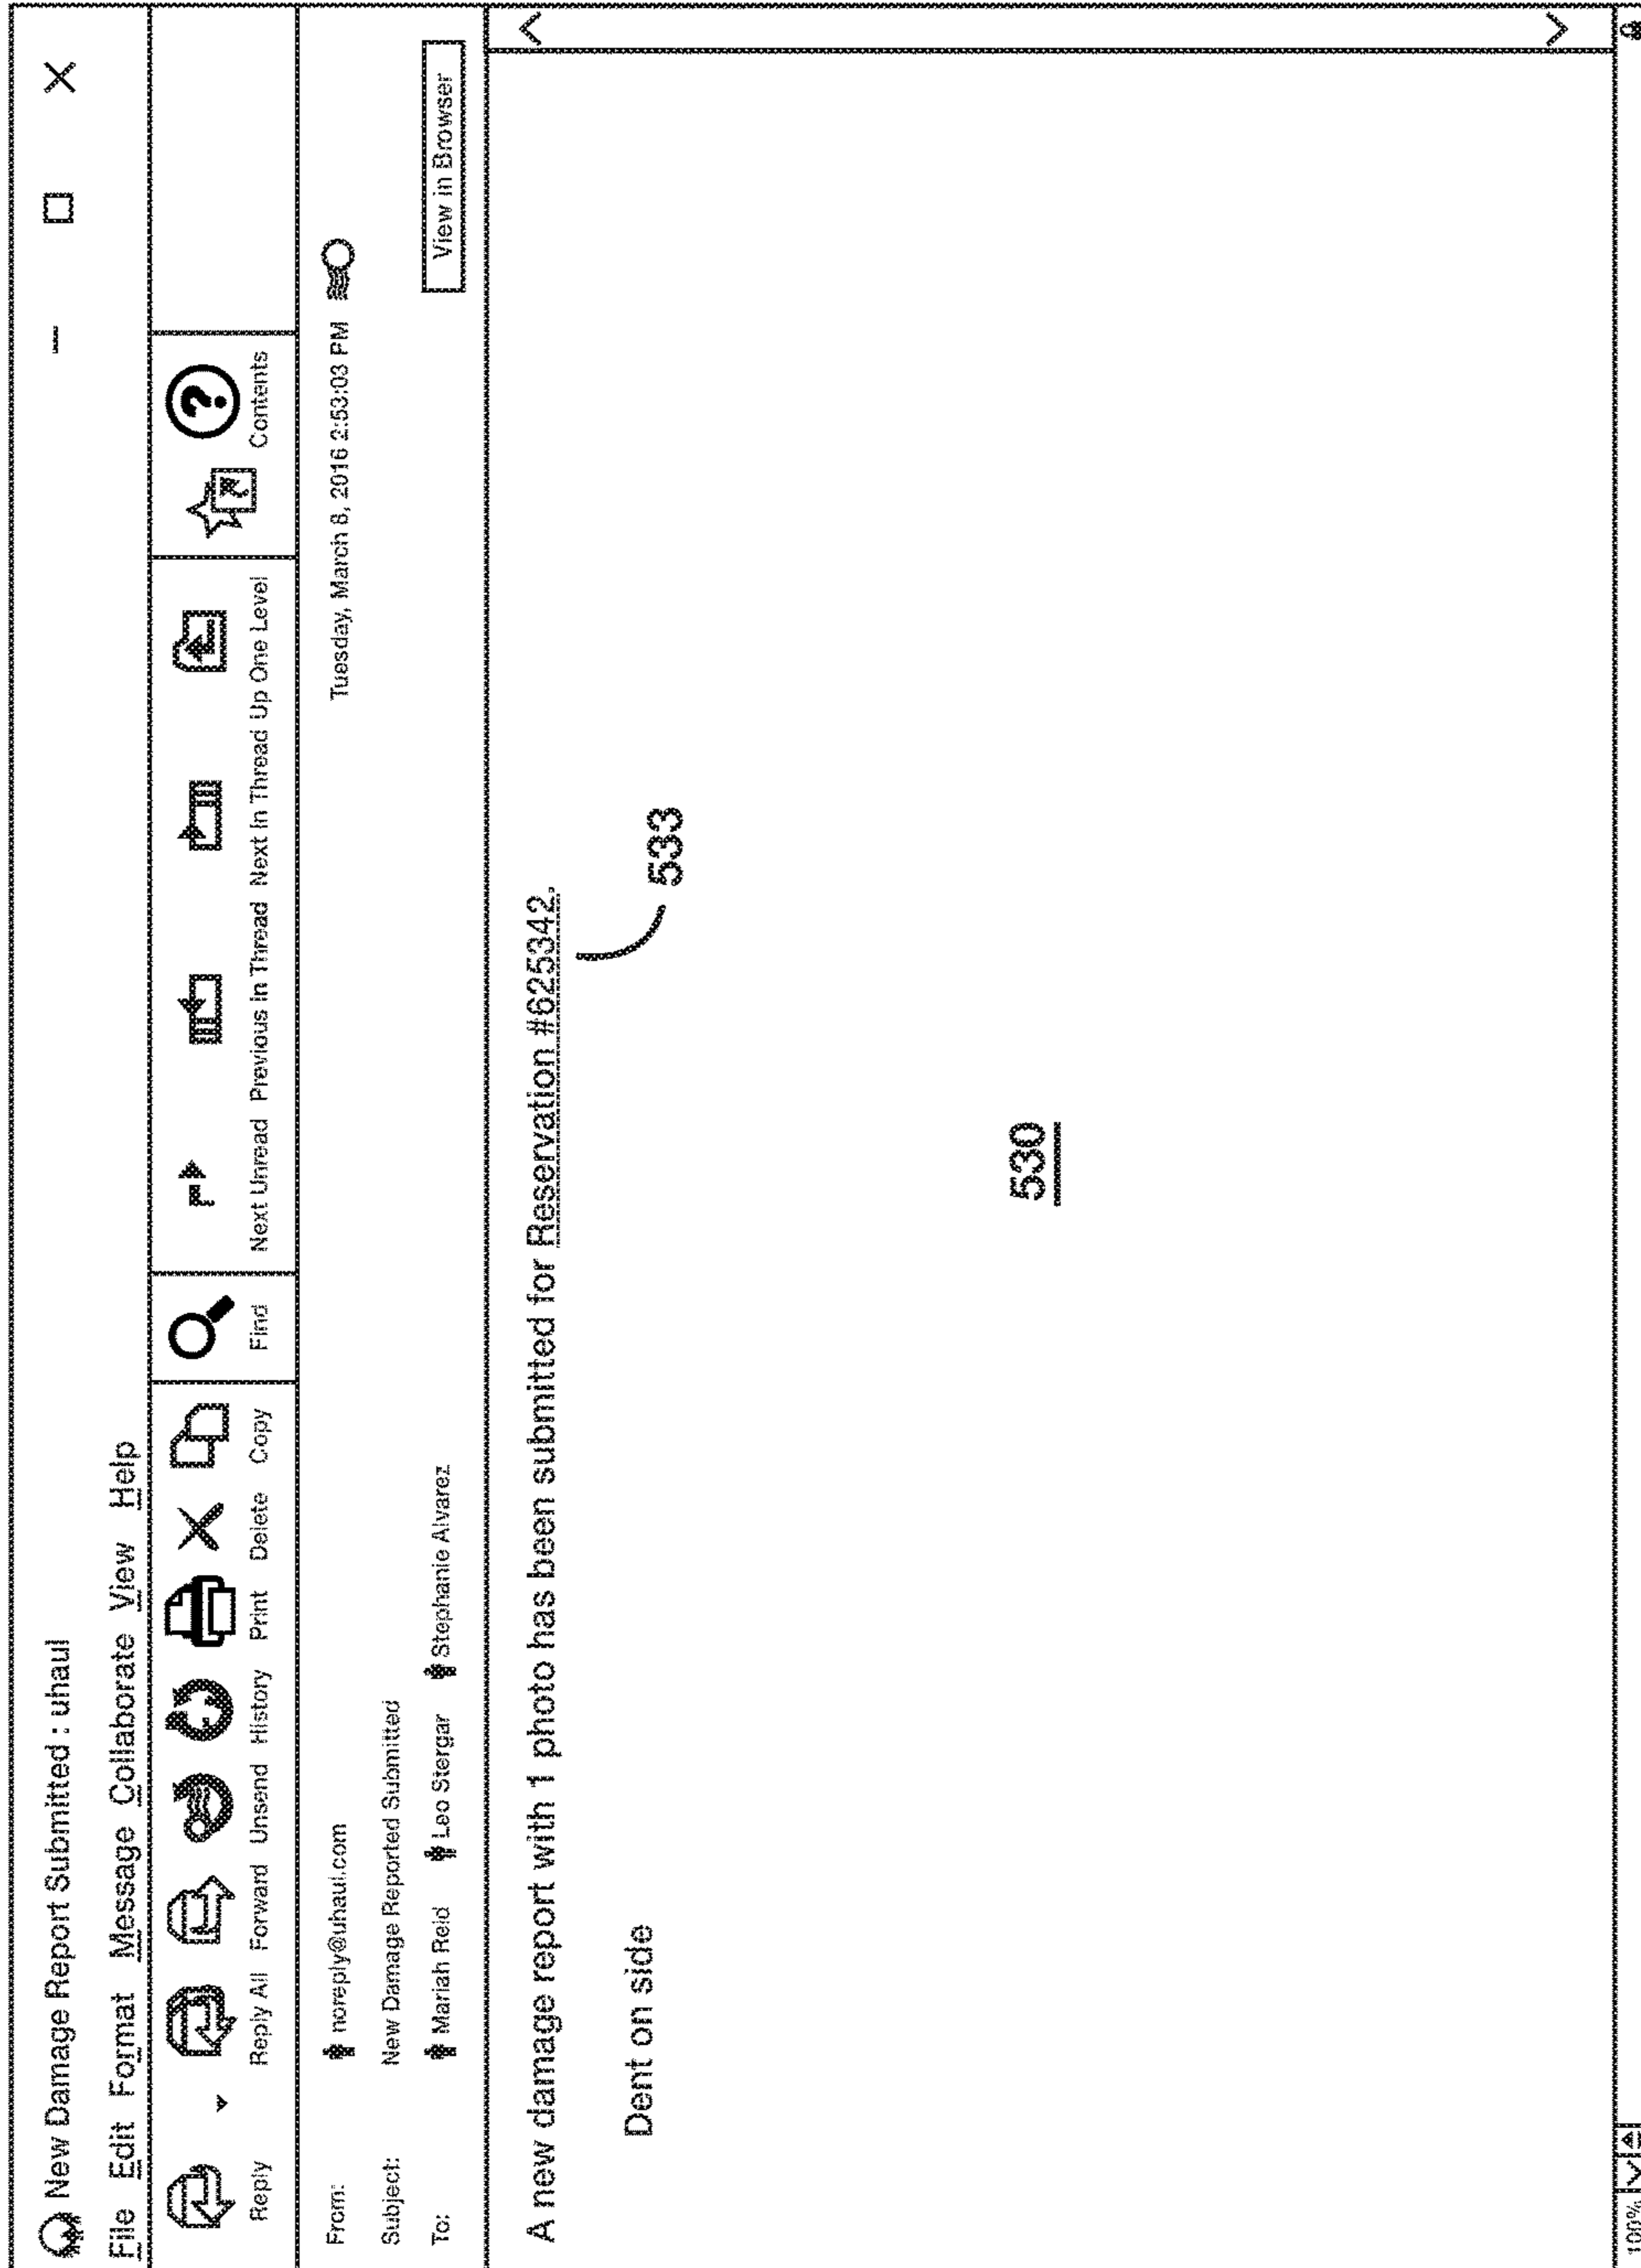 New Damage Report Submitted : uhaul
File Edit Format Message Collaborate View Help
Reply Reply All Forward Unsend History Print Delete Copy Find Next Unread Previous In Thread Next In Thread Up One Level Contents
From: noreply@uhaul.com Tuesday, March 8, 2016 2:53:03 PM
Subject: New Damage Reported Submitted
To: Mariah Reid Leo Stergar Stephanie Alvarez View in Browser
A new damage report with 1 photo has been submitted for Reservation #625342.
533
Dent on side
530
100%